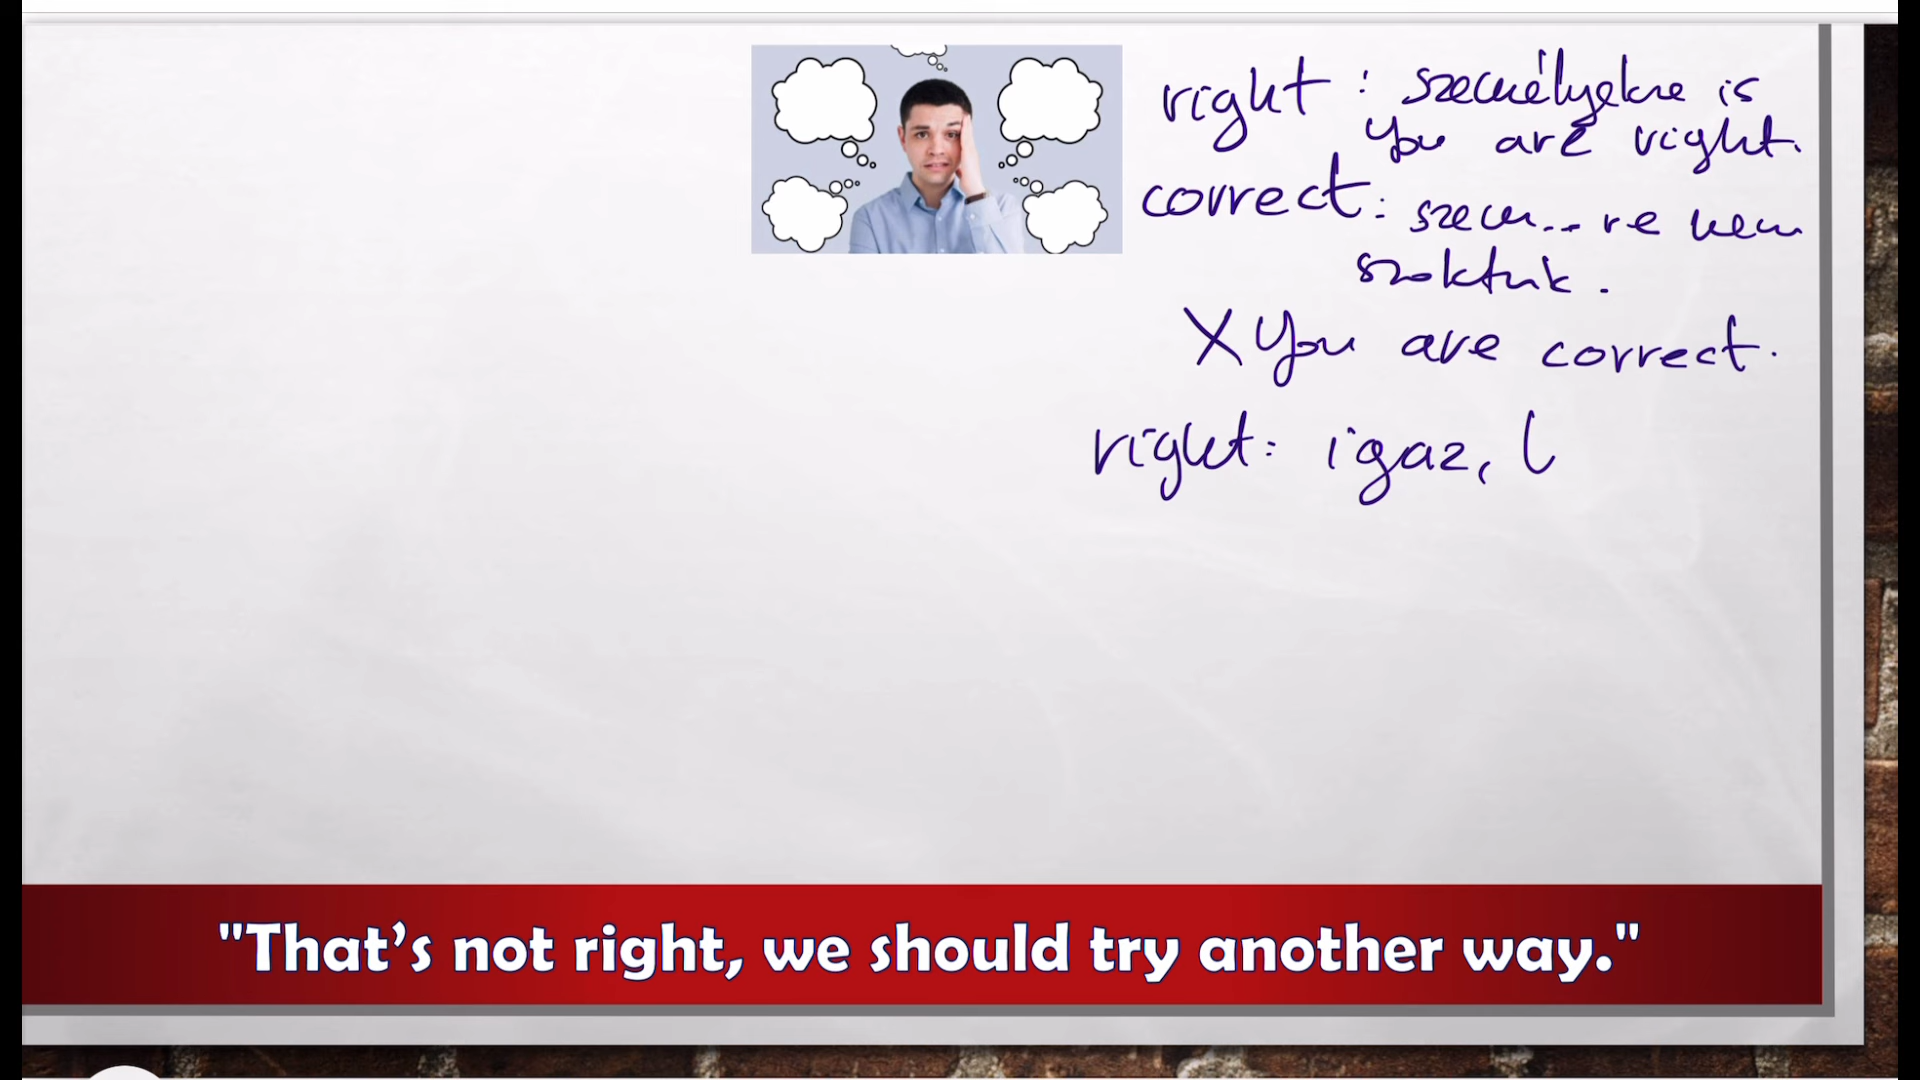 right : személyekre is
You are right.
correct : szem... re nem
szoktuk.
X You are correct.
right : igaz, l
"That's not right, we should try another way."